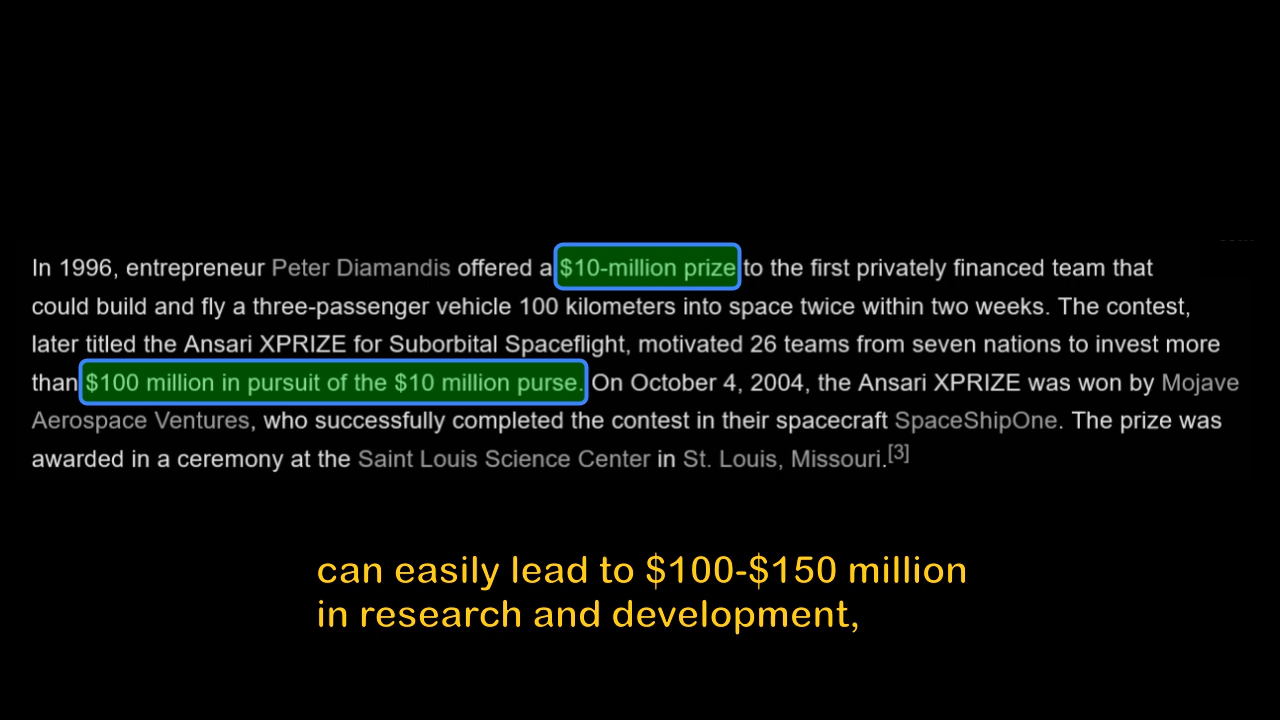 In 1996, entrepreneur Peter Diamandis offered a $10-million prize to the first privately financed team that
could build and fly a three-passenger vehicle 100 kilometers into space twice within two weeks. The contest,
later titled the Ansari XPRIZE for Suborbital Spaceflight, motivated 26 teams from seven nations to invest more
than $100 million in pursuit of the $10 million purse. On October 4, 2004, the Ansari XPRIZE was won by Mojave
Aerospace Ventures, who successfully completed the contest in their spacecraft SpaceShipOne. The prize was
awarded in a ceremony at the Saint Louis Science Center in St. Louis, Missouri.[3]
can easily lead to $100-$150 million
in research and development,